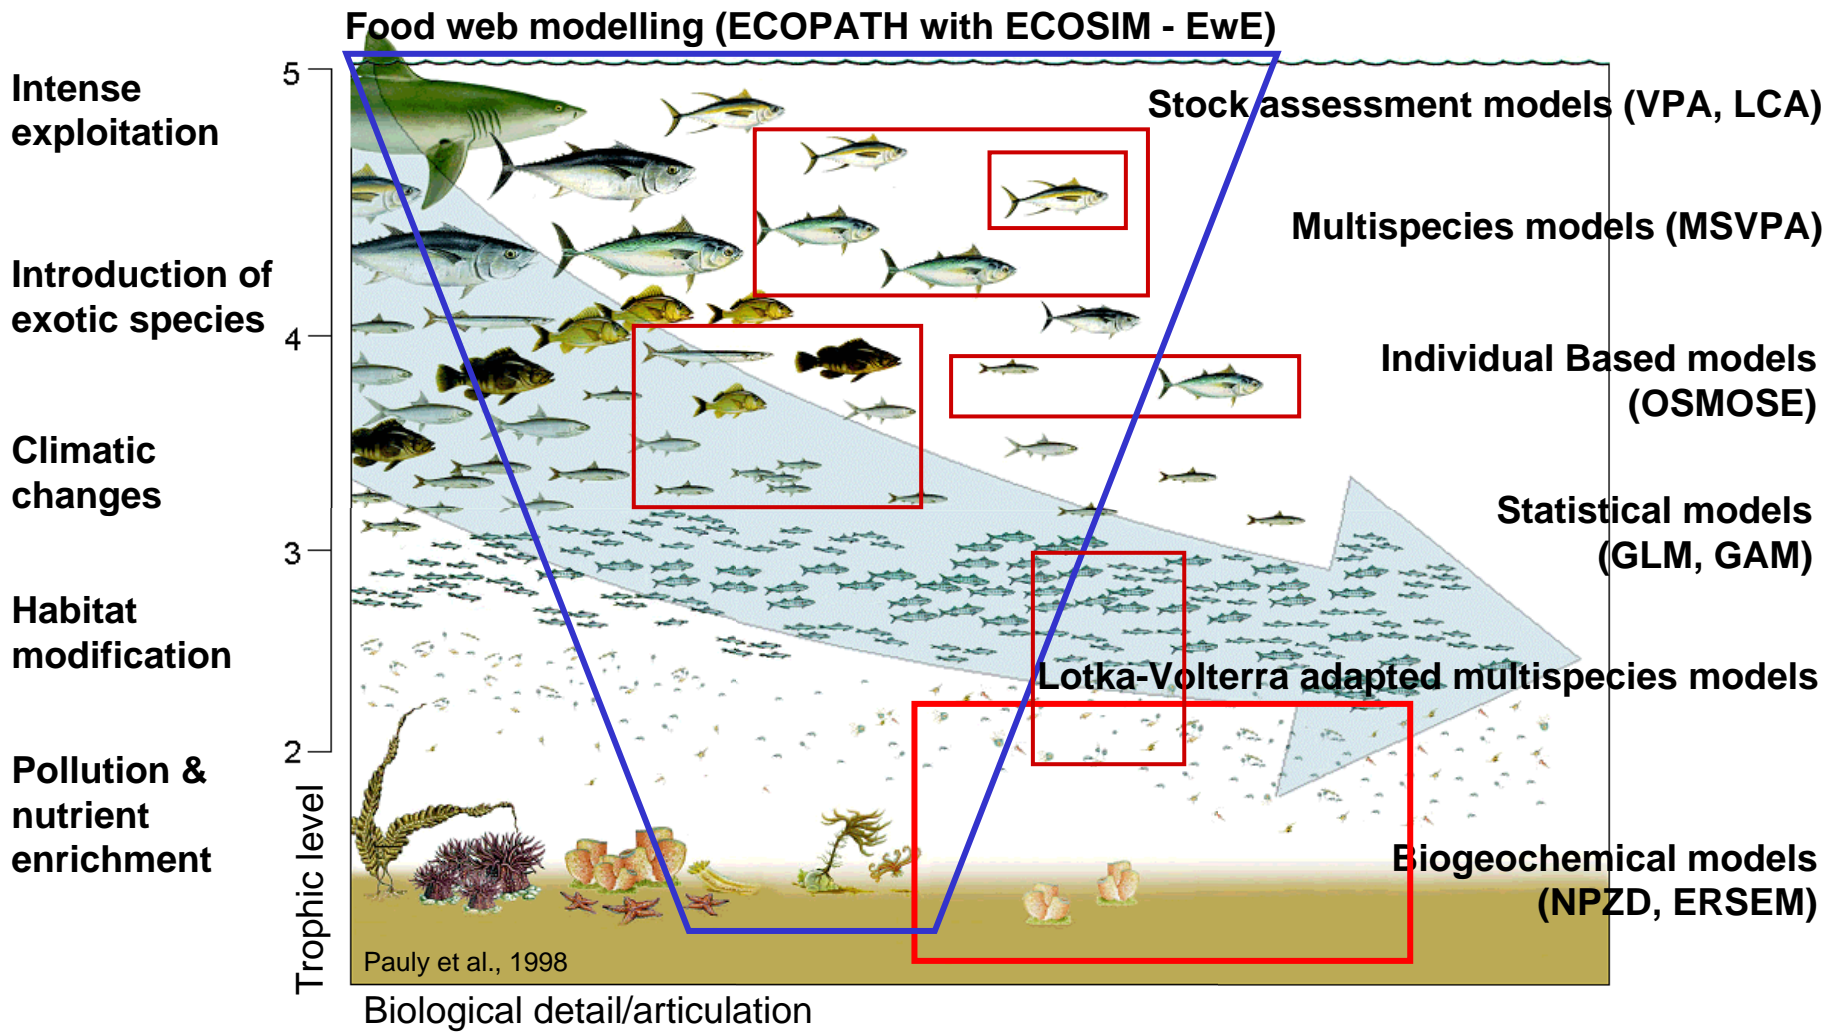 Food web modelling (ECOPATH with ECOSIM - EwE)
Intense
exploitation
Introduction of
exotic species
Climatic
changes
Habitat
modification
Pollution &
nutrient
enrichment
5
4
3
2
Trophic level
Stock assessment models (VPA, LCA)
Multispecies models (MSVPA)
Individual Based models
(OSMOSE)
Statistical models
(GLM, GAM)
Lotka-Volterra adapted multispecies models
Biogeochemical models
(NPZD, ERSEM)
Pauly et al., 1998
Biological detail/articulation